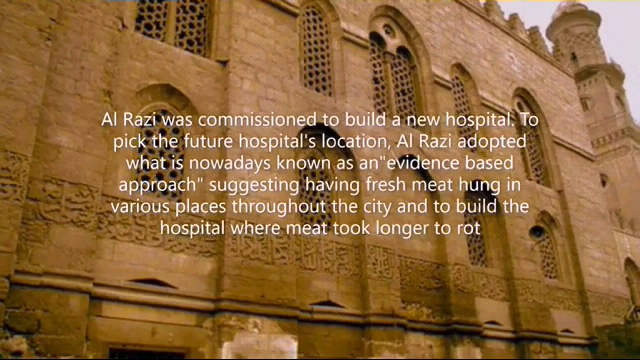 Al Razi was commissioned to build a new hospital. To
pick the future hospital's location, Al Razi adopted
what is nowadays known as an"evidence based
approach" suggesting having fresh meat hung in
various places throughout the city and to build the
hospital where meat took longer to rot